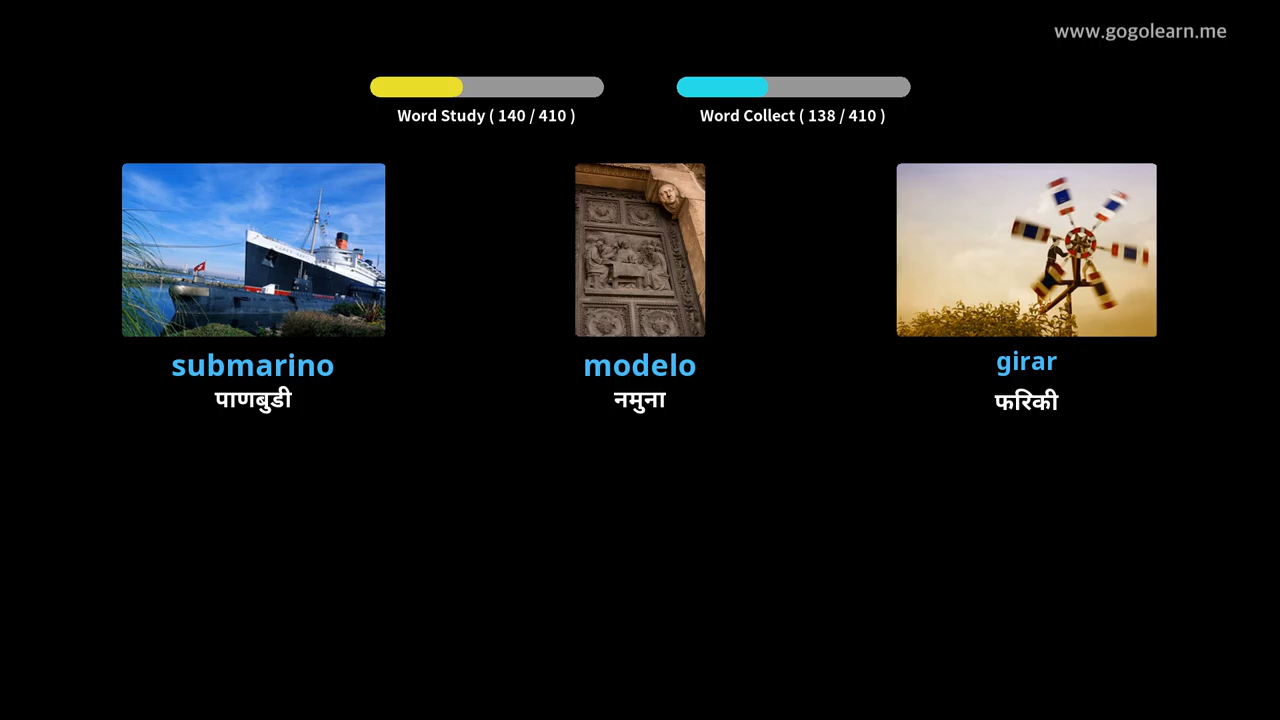 www.gogolearn.me
Word Study ( 140 / 410 )
Word Collect ( 138 / 410 )
submarino
पाणबुडी
modelo
नमुना
girar
फिरकी